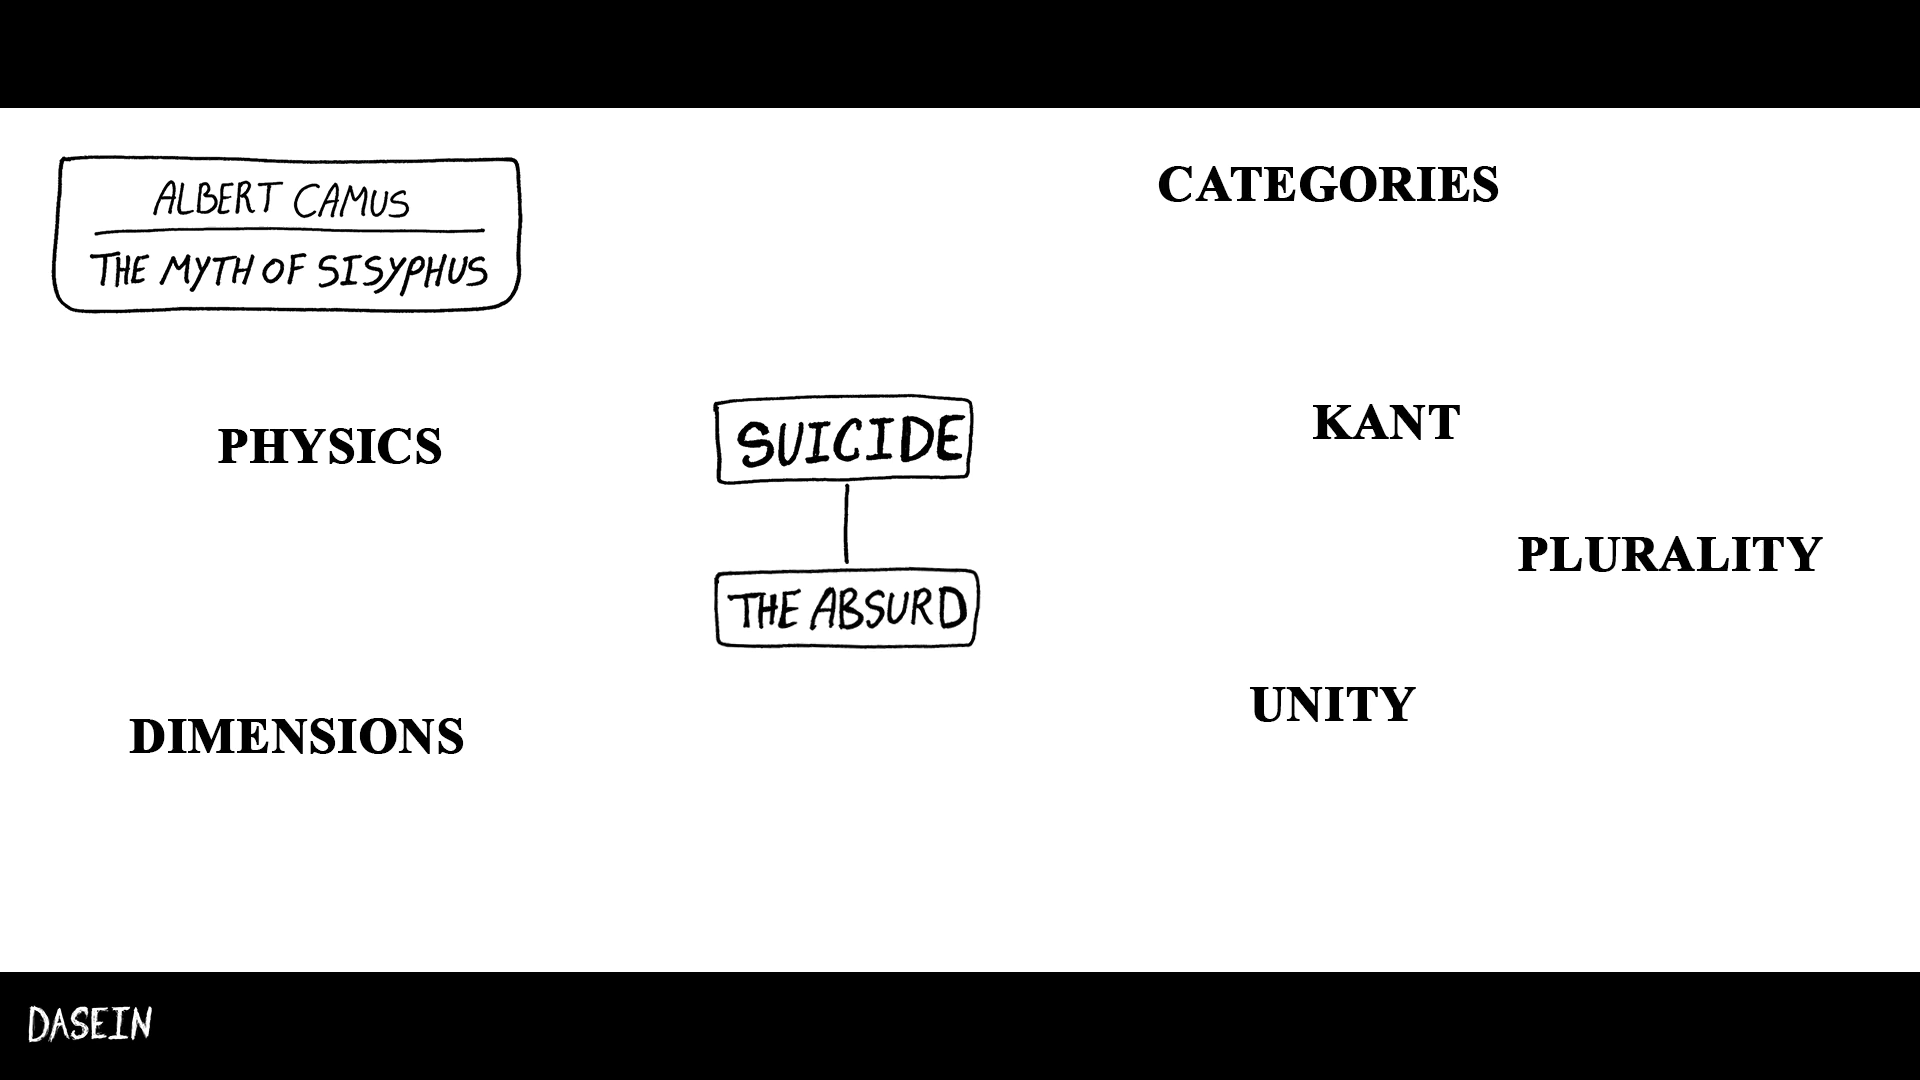 ALBERT CAMUS
THE MYTH OF SISYPHUS
CATEGORIES
PHYSICS
SUICIDE
KANT
THE ABSURD
PLURALITY
DIMENSIONS
UNITY
DASEIN